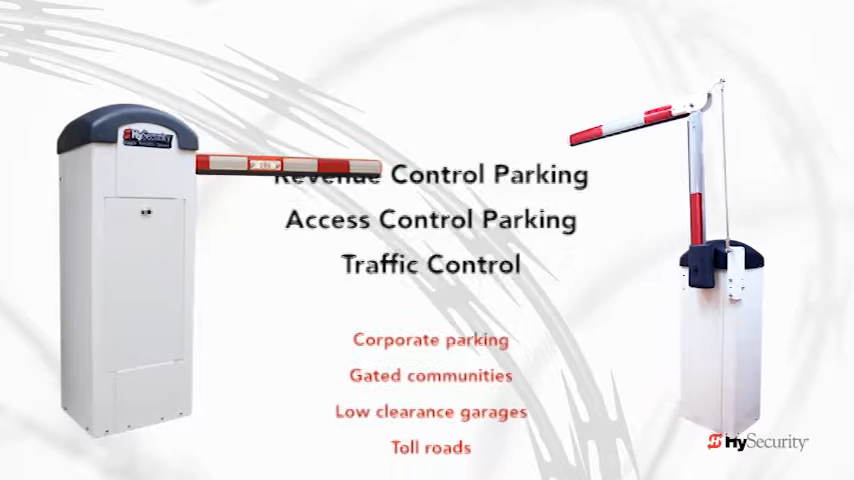 HySecurity
Revenue Control Parking
Access Control Parking
Traffic Control
Corporate parking
Gated communities
Low clearance garages
Toll roads
HySecurity